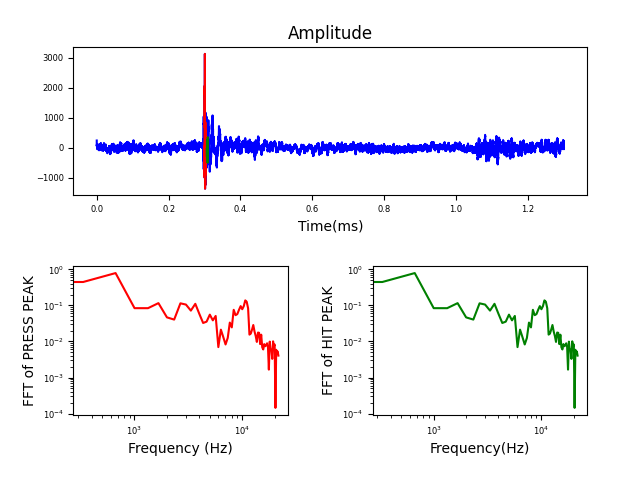 Amplitude
3000
2000
1000
0
−1000
0.0 0.2 0.4 0.6 0.8 1.0 1.2
Time(ms)
FFT of PRESS PEAK
10⁰
10⁻¹
10⁻²
10⁻³
10⁻⁴
10³ 10⁴
Frequency (Hz)
FFT of HIT PEAK
10⁰
10⁻¹
10⁻²
10⁻³
10⁻⁴
10³ 10⁴
Frequency(Hz)